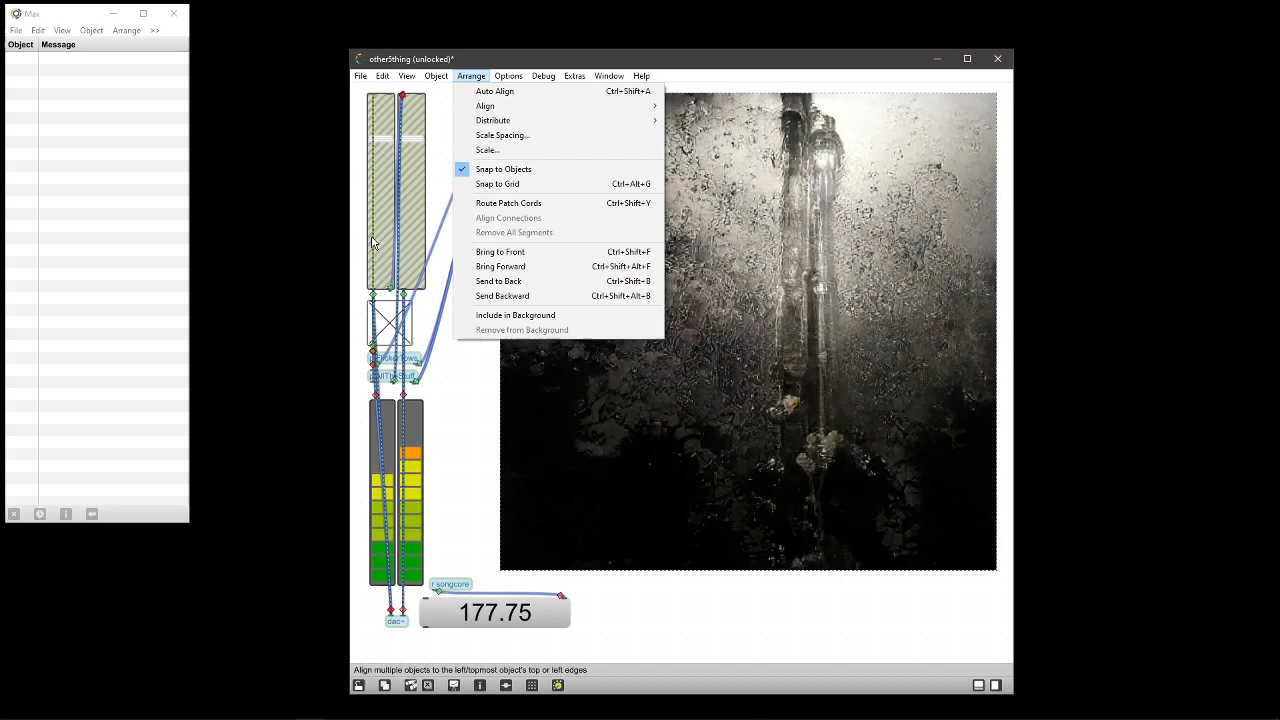 Max
File Edit View Object Arrange >>
Object Message
other5thing (unlocked)*
File Edit View Object Arrange Options Debug Extras Window Help
Auto Align Ctrl+Shift+A
Align
Distribute
Scale Spacing...
Scale...
Snap to Objects
Snap to Grid Ctrl+Alt+G
Route Patch Cords Ctrl+Shift+Y
Align Connections
Remove All Segments
Bring to Front Ctrl+Shift+F
Bring Forward Ctrl+Shift+Alt+F
Send to Back Ctrl+Shift+B
Send Backward Ctrl+Shift+Alt+B
Include in Background
Remove from Background
r songcore
177.75
dac~
Align multiple objects to the left/topmost object's top or left edges